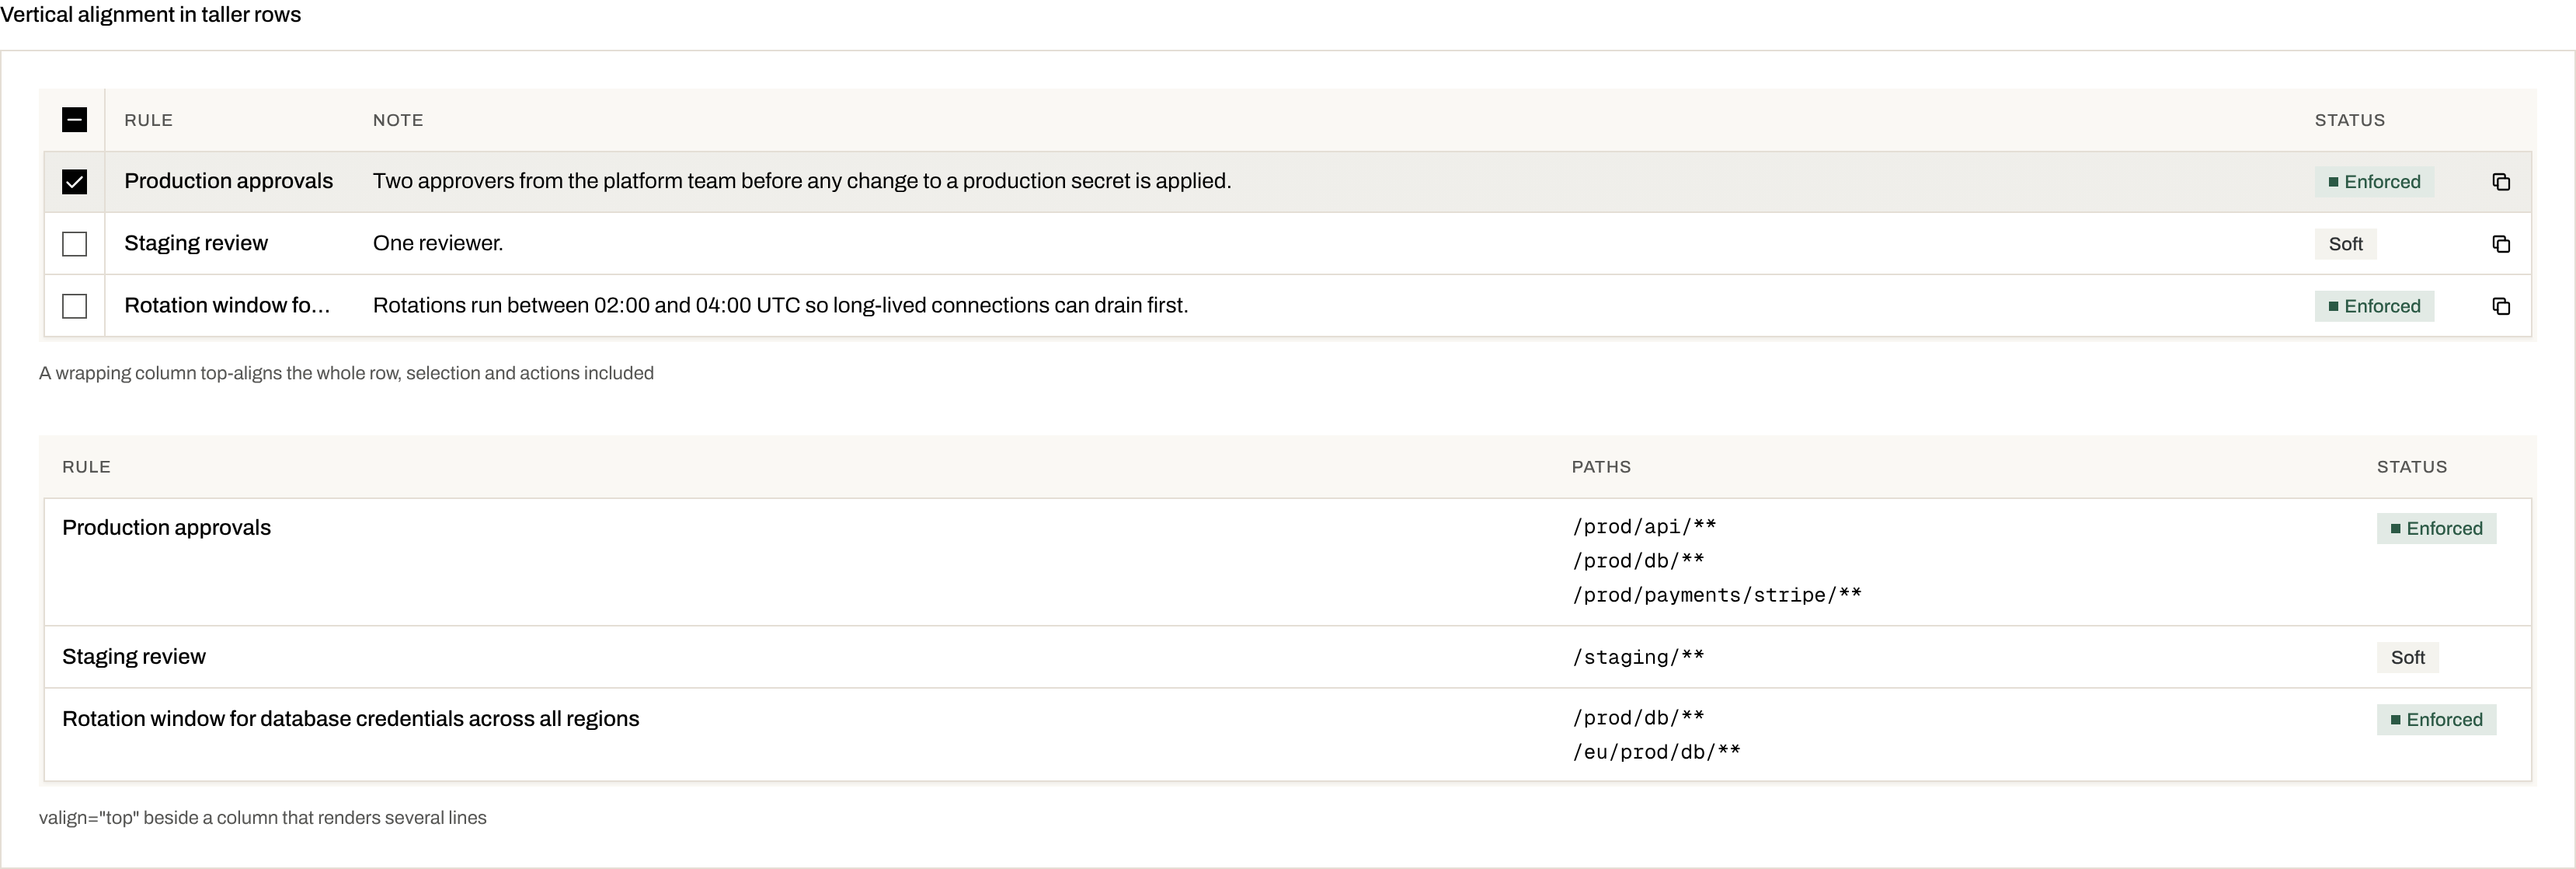 Vertical alignment in taller rows
RULE NOTE STATUS
Production approvals Two approvers from the platform team before any change to a production secret is applied. Enforced
Staging review One reviewer. Soft
Rotation window fo... Rotations run between 02:00 and 04:00 UTC so long-lived connections can drain first. Enforced
A wrapping column top-aligns the whole row, selection and actions included
RULE PATHS STATUS
Production approvals /prod/api/** Enforced
/prod/db/**
/prod/payments/stripe/**
Staging review /staging/** Soft
Rotation window for database credentials across all regions /prod/db/** Enforced
/eu/prod/db/**
valign="top" beside a column that renders several lines